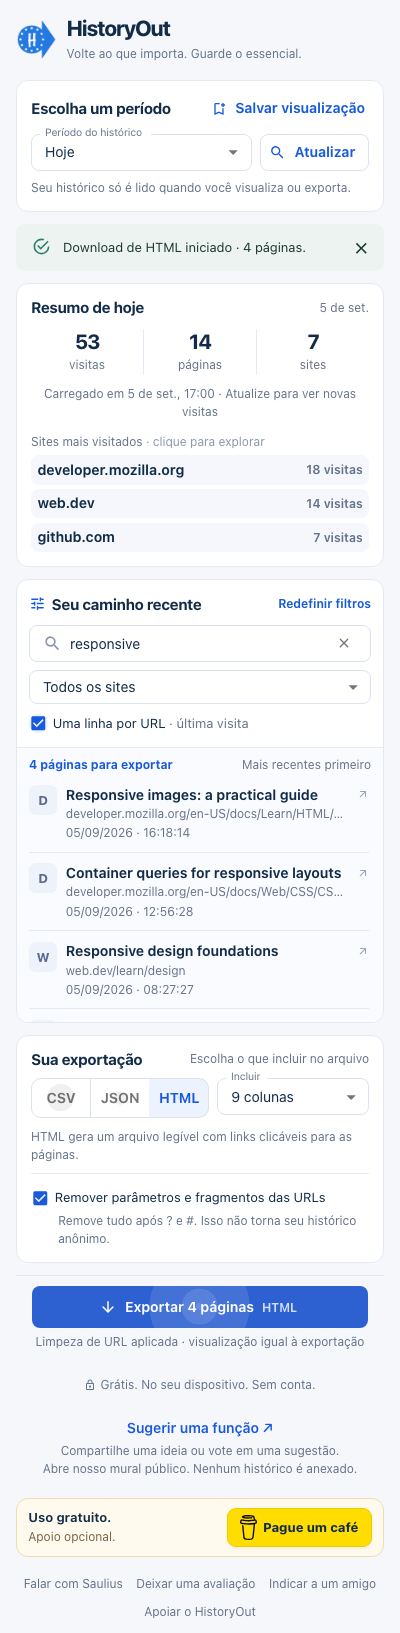 H
HistoryOut
Volte ao que importa. Guarde o essencial.
Escolha um período
Salvar visualização
Período do histórico
Hoje
Atualizar
Seu histórico só é lido quando você visualiza ou exporta.
Download de HTML iniciado · 4 páginas.
Resumo de hoje
5 de set.
53
visitas
14
páginas
7
sites
Carregado em 5 de set., 17:00 · Atualize para ver novas
visitas
Sites mais visitados · clique para explorar
developer.mozilla.org 18 visitas
web.dev 14 visitas
github.com 7 visitas
Seu caminho recente
Redefinir filtros
responsive
Todos os sites
Uma linha por URL · última visita
4 páginas para exportar
Mais recentes primeiro
D
Responsive images: a practical guide
developer.mozilla.org/en-US/docs/Learn/HTML/...
05/09/2026 · 16:18:14
D
Container queries for responsive layouts
developer.mozilla.org/en-US/docs/Web/CSS/CS...
05/09/2026 · 12:56:28
W
Responsive design foundations
web.dev/learn/design
05/09/2026 · 08:27:27
Sua exportação
Escolha o que incluir no arquivo
CSV JSON HTML
Incluir
9 colunas
HTML gera um arquivo legível com links clicáveis para as
páginas.
Remover parâmetros e fragmentos das URLs
Remove tudo após ? e #. Isso não torna seu histórico
anônimo.
Exportar 4 páginas HTML
Limpeza de URL aplicada · visualização igual à exportação
Grátis. No seu dispositivo. Sem conta.
Sugerir uma função
Compartilhe uma ideia ou vote em uma sugestão.
Abre nosso mural público. Nenhum histórico é anexado.
Uso gratuito.
Apoio opcional.
Pague um café
Falar com Saulius Deixar uma avaliação Indicar a um amigo
Apoiar o HistoryOut